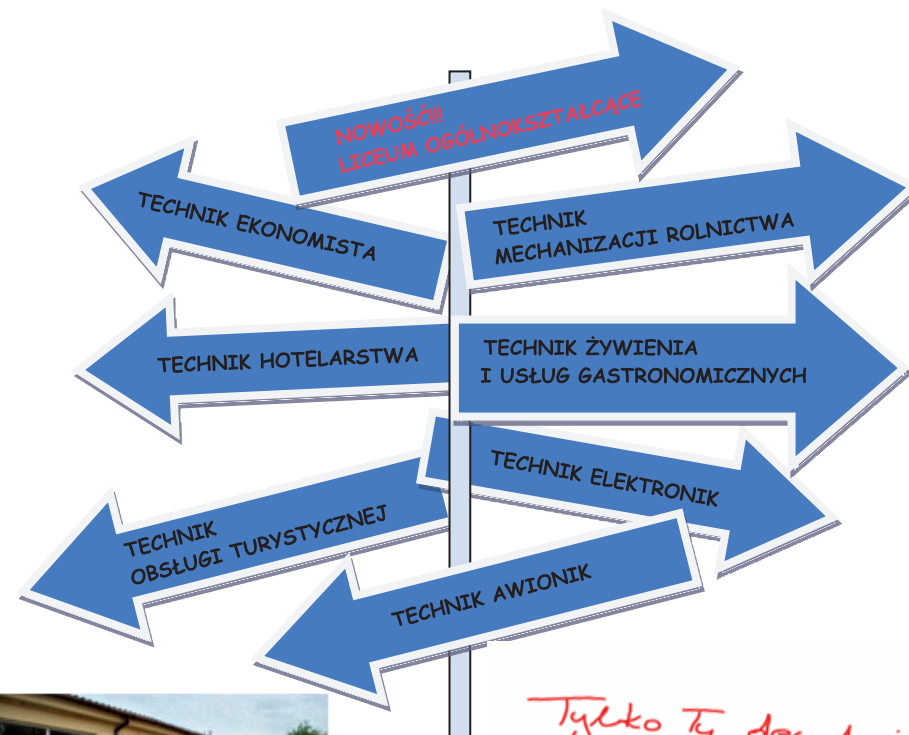 NOWOŚĆ!!!
LICEUM OGÓLNOKSZTAŁCĄCE
TECHNIK EKONOMISTA
TECHNIK
MECHANIZACJI ROLNICTWA
TECHNIK HOTELARSTWA
TECHNIK ŻYWIENIA
I USŁUG GASTRONOMICZNYCH
TECHNIK ELEKTRONIK
TECHNIK
OBSŁUGI TURYSTYCZNEJ
TECHNIK AWIONIK
Tylko Ty